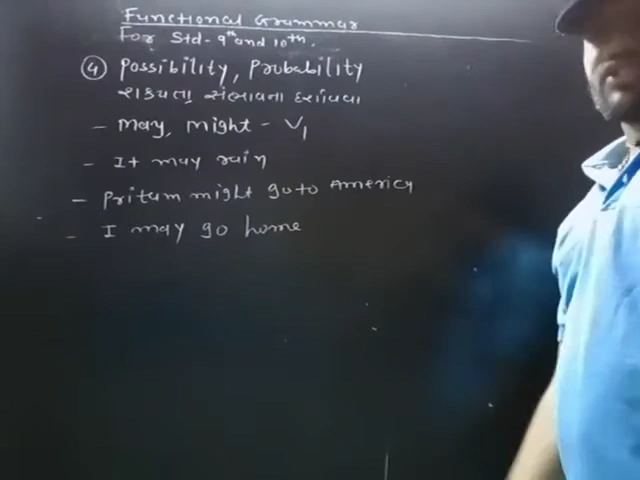 Functional Grammar
For Std - 9th and 10th.
④ Possibility, Probability
શક્યતા સંભાવના દર્શાવવા
- May, might - V1
- It may rain
- Pritam might go to America
- I may go home